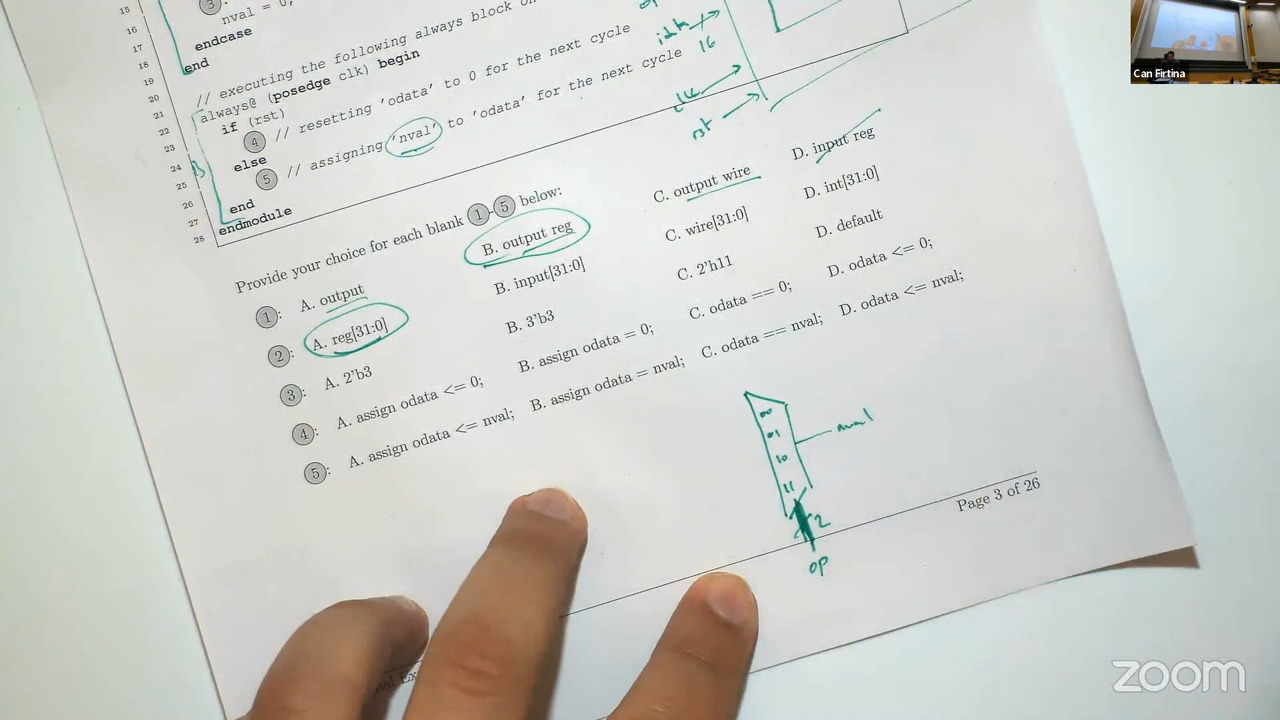 15
3 :
nval = 0;
16
endcase
17
end
18
19
// executing the following always block on
20
always@ (posedge clk) begin
21
if (rst)
22
4 // resetting 'odata' to 0 for the next cycle
23
else
24
5 // assigning 'nval' to 'odata' for the next cycle
25
end
26
endmodule
27
28
16
clk
rst
B
Provide your choice for each blank 1-5 below:
1: A. output B. output reg C. output wire D. input reg
2: A. reg[31:0] B. input[31:0] C. wire[31:0] D. int[31:0]
3: A. 2'b3 B. 3'b3 C. 2'h11 D. default
4: A. assign odata <= 0; B. assign odata = 0; C. odata == 0; D. odata <= 0;
5: A. assign odata <= nval; B. assign odata = nval; C. odata == nval; D. odata <= nval;
00
01
10
11
nval
2
op
Page 3 of 26
Can Firtina
zoom